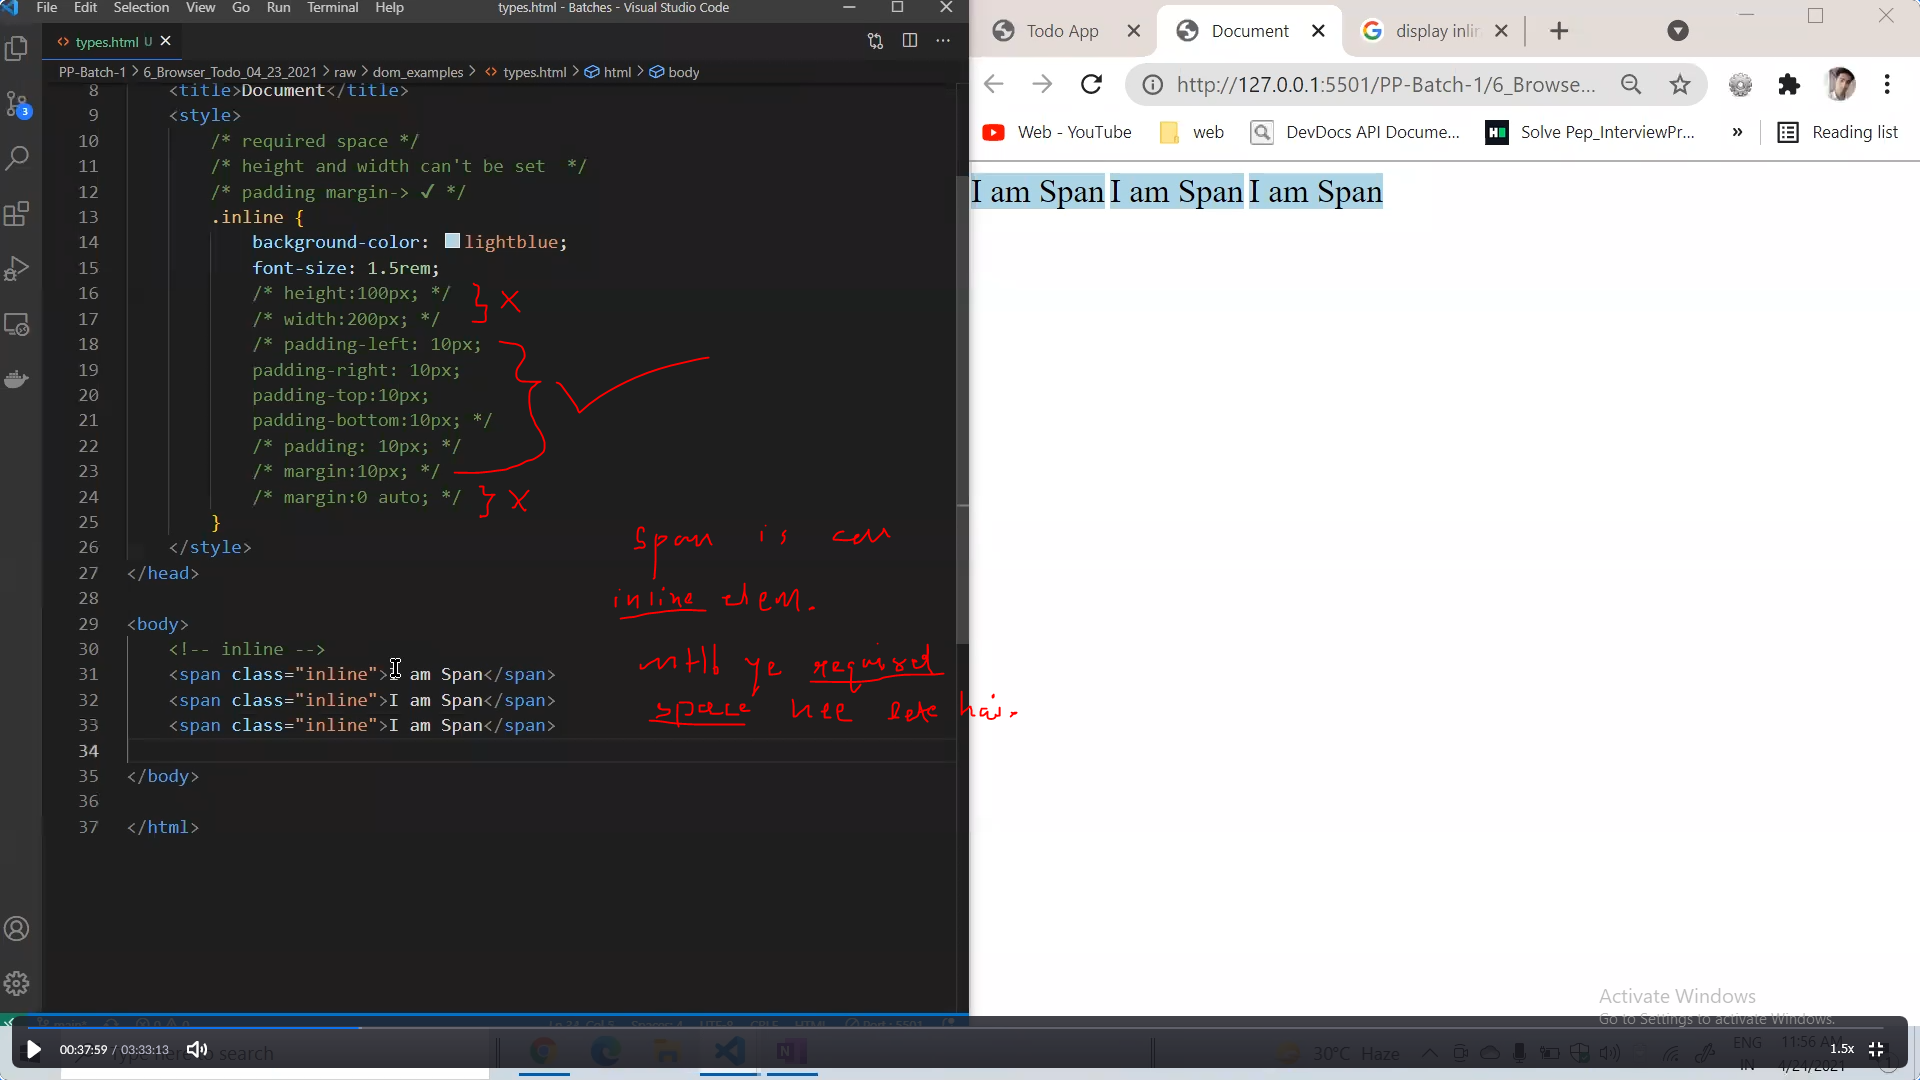 File Edit Selection View Go Run Terminal Help types.html - Batches - Visual Studio Code
types.html U
PP-Batch-1 > 6_Browser_Todo_04_23_2021 > raw > dom_examples > types.html > html > body
8 <title>Document</title>
9 <style>
10 /* required space */
11 /* height and width can't be set */
12 /* padding margin-> ✓ */
13 .inline {
14 background-color: lightblue;
15 font-size: 1.5rem;
16 /* height:100px; */
17 /* width:200px; */
18 /* padding-left: 10px;
19 padding-right: 10px;
20 padding-top:10px;
21 padding-bottom:10px; */
22 /* padding: 10px; */
23 /* margin:10px; */
24 /* margin:0 auto; */
25 }
26 </style>
27 </head>
28
29 <body>
30 <!-- inline -->
31 <span class="inline">I am Span</span>
32 <span class="inline">I am Span</span>
33 <span class="inline">I am Span</span>
34
35 </body>
36
37 </html>
} X
} ✓
} X
Span is
inline elem.
mtlb ye required
space hee lete hai.
3
Todo App Document display inlin
http://127.0.0.1:5501/PP-Batch-1/6_Browse...
Web - YouTube web DevDocs API Docume... Solve Pep_InterviewPr... » Reading list
I am Span I am Span I am Span
Activate Windows
Go to Settings to activate Windows.
00:37:59 / 03:33:13
here to search
30°C Haze
ENG
IN
11:56 AM
4/24/2021
1.5x